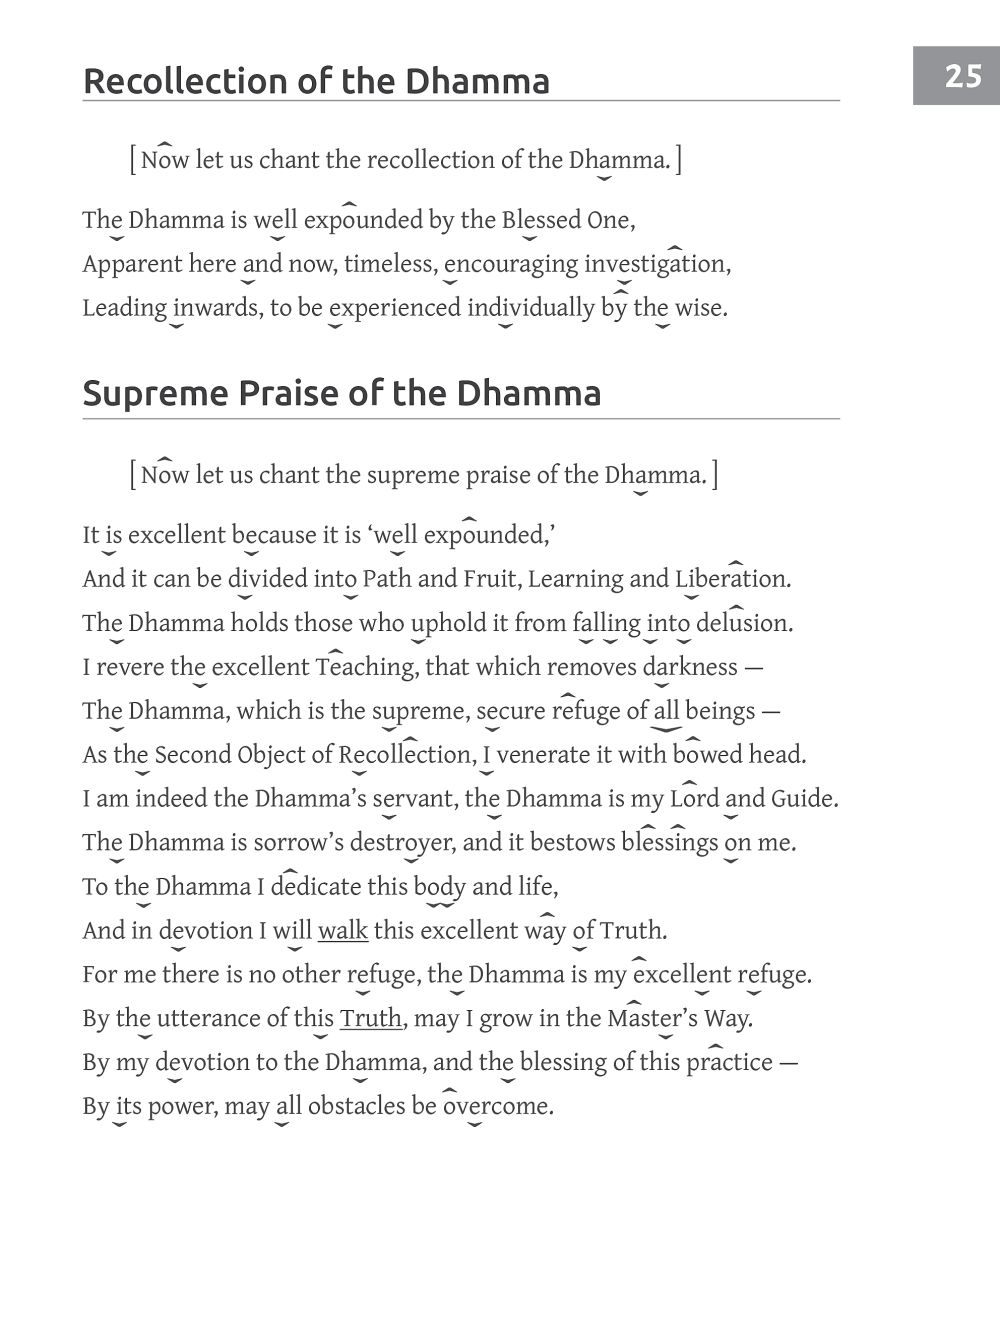 Recollection of the Dhamma
25
[ Now let us chant the recollection of the Dhamma. ]
The Dhamma is well expounded by the Blessed One,
Apparent here and now, timeless, encouraging investigation,
Leading inwards, to be experienced individually by the wise.
Supreme Praise of the Dhamma
[ Now let us chant the supreme praise of the Dhamma. ]
It is excellent because it is ‘well expounded,’
And it can be divided into Path and Fruit, Learning and Liberation.
The Dhamma holds those who uphold it from falling into delusion.
I revere the excellent Teaching, that which removes darkness —
The Dhamma, which is the supreme, secure refuge of all beings —
As the Second Object of Recollection, I venerate it with bowed head.
I am indeed the Dhamma’s servant, the Dhamma is my Lord and Guide.
The Dhamma is sorrow’s destroyer, and it bestows blessings on me.
To the Dhamma I dedicate this body and life,
And in devotion I will walk this excellent way of Truth.
For me there is no other refuge, the Dhamma is my excellent refuge.
By the utterance of this Truth, may I grow in the Master’s Way.
By my devotion to the Dhamma, and the blessing of this practice —
By its power, may all obstacles be overcome.